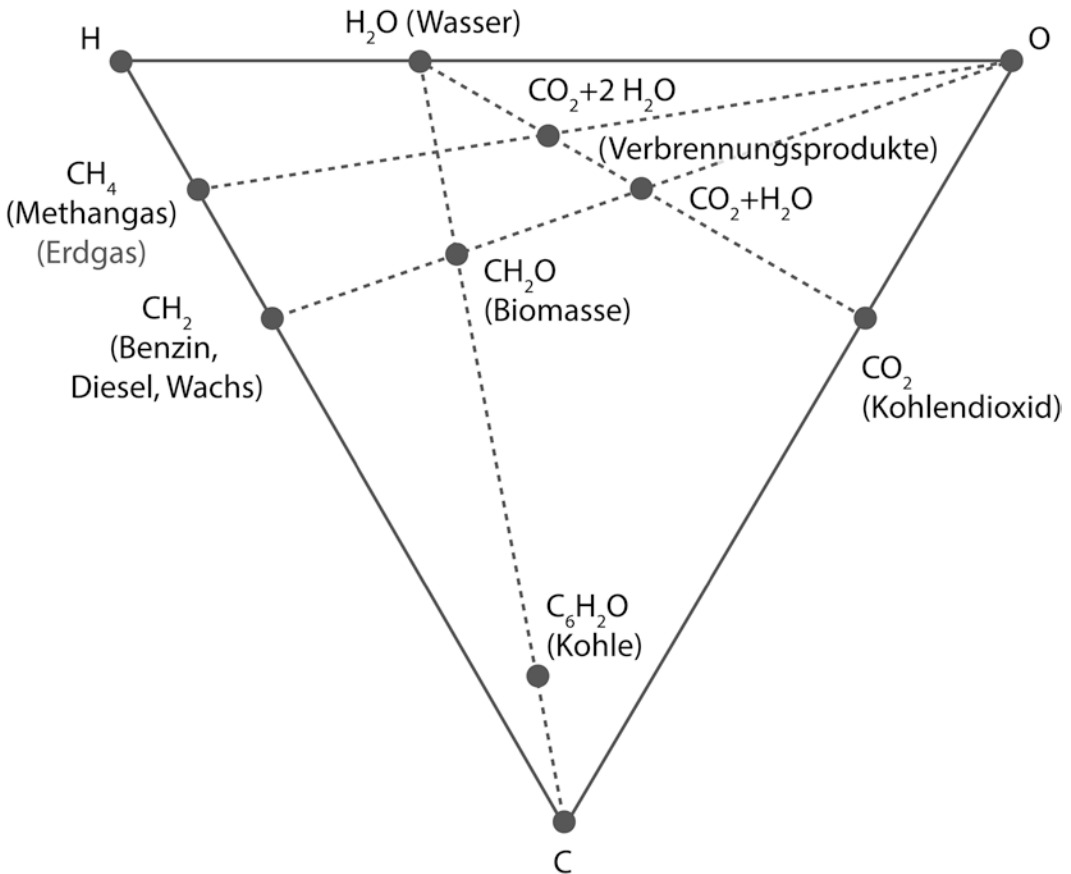 H
H₂O (Wasser)
O
CO₂+2 H₂O
(Verbrennungsprodukte)
CH₄
(Methangas)
(Erdgas)
CO₂+H₂O
CH₂O
(Biomasse)
CH₂
(Benzin,
Diesel, Wachs)
CO₂
(Kohlendioxid)
C₆H₂O
(Kohle)
C